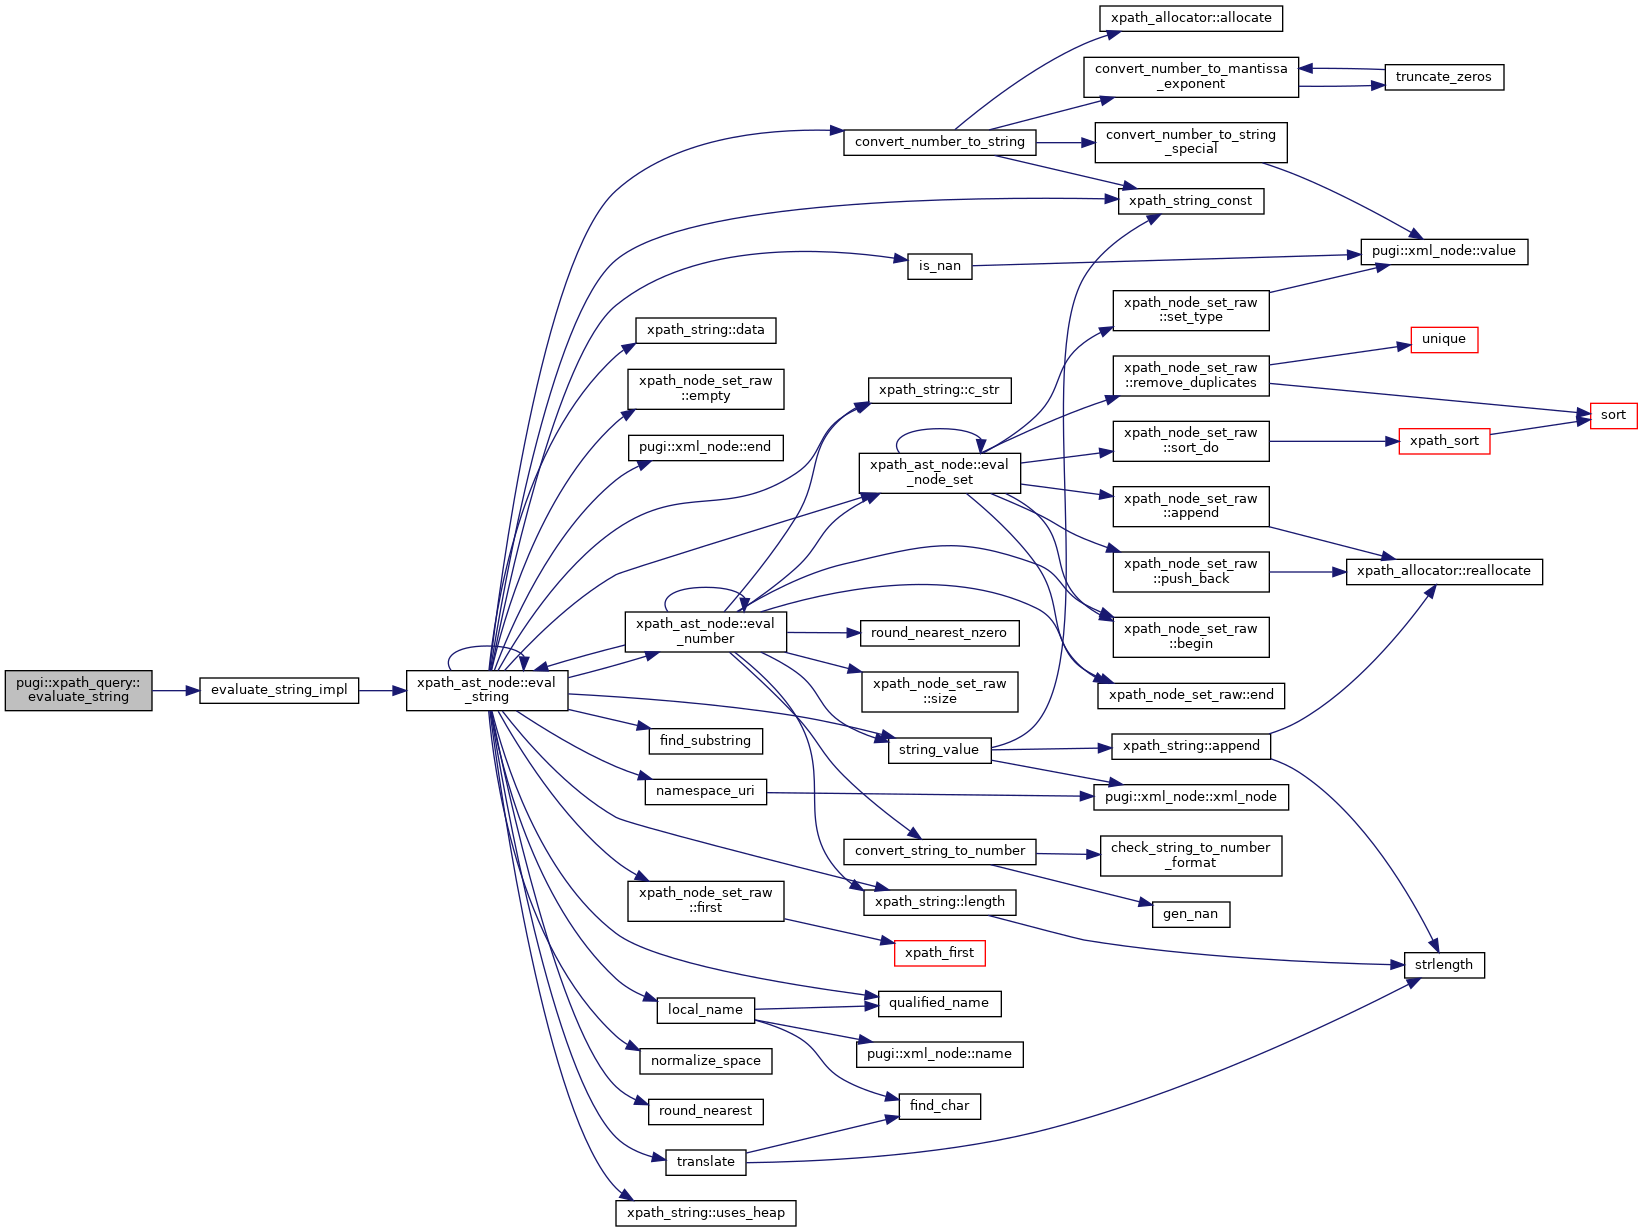 pugi::xpath_query::
evaluate_string
evaluate_string_impl
xpath_ast_node::eval
_string
xpath_string::data
xpath_node_set_raw
::empty
pugi::xml_node::end
xpath_ast_node::eval
_number
find_substring
namespace_uri
xpath_node_set_raw
::first
local_name
normalize_space
round_nearest
translate
xpath_string::uses_heap
convert_number_to_string
is_nan
xpath_string::c_str
xpath_ast_node::eval
_node_set
round_nearest_nzero
xpath_node_set_raw
::size
string_value
convert_string_to_number
xpath_string::length
xpath_first
qualified_name
pugi::xml_node::name
find_char
xpath_allocator::allocate
convert_number_to_mantissa
_exponent
convert_number_to_string
_special
xpath_string_const
xpath_node_set_raw
::set_type
xpath_node_set_raw
::remove_duplicates
xpath_node_set_raw
::sort_do
xpath_node_set_raw
::append
xpath_node_set_raw
::push_back
xpath_node_set_raw
::begin
xpath_node_set_raw::end
xpath_string::append
pugi::xml_node::xml_node
check_string_to_number
_format
gen_nan
truncate_zeros
pugi::xml_node::value
unique
xpath_sort
xpath_allocator::reallocate
strlength
sort